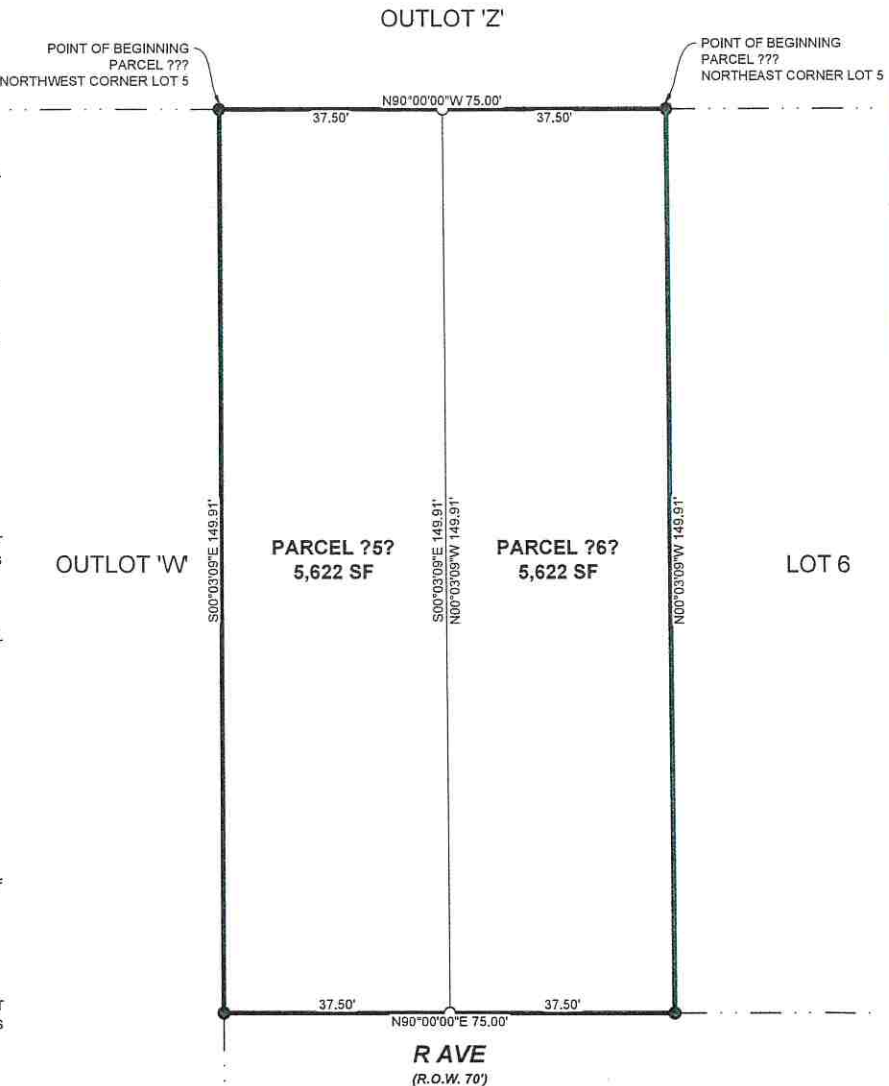 OUTLOT 'Z'
POINT OF BEGINNING
PARCEL ???
NORTHWEST CORNER LOT 5
POINT OF BEGINNING
PARCEL ???
NORTHEAST CORNER LOT 5
N90°00'00"W 75.00'
37.50'
37.50'
S00°03'09"E 149.91'
S00°03'09"E 149.91'
N00°03'09"W 149.91'
N00°03'09"W 149.91'
OUTLOT 'W'
PARCEL ?5?
5,622 SF
PARCEL ?6?
5,622 SF
LOT 6
37.50'
37.50'
N90°00'00"E 75.00'
R AVE
(R.O.W. 70')